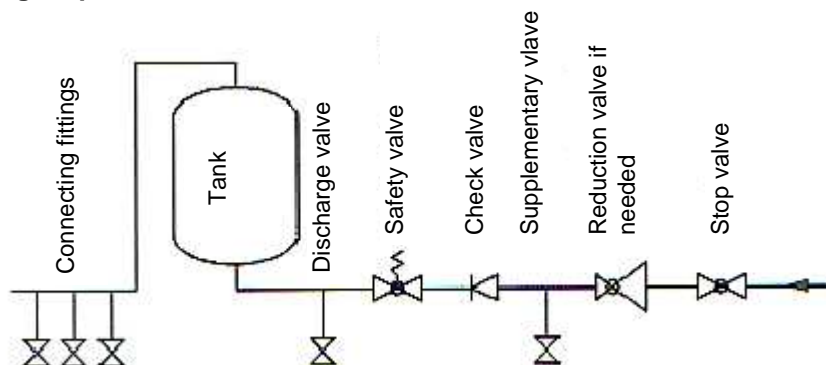 Connecting fittings
Tank
Discharge valve
Safety valve
Check valve
Supplementary vlave
Reduction valve if
needed
Stop valve